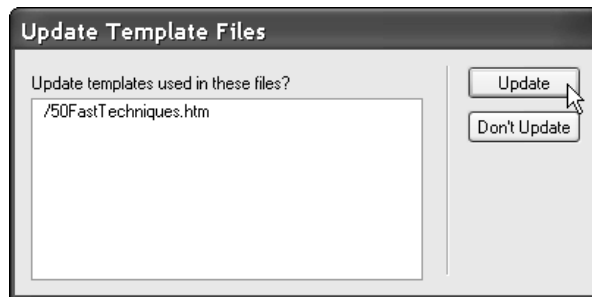 Update Template Files
Update templates used in these files?
/50FastTechniques.htm
Update
Don't Update